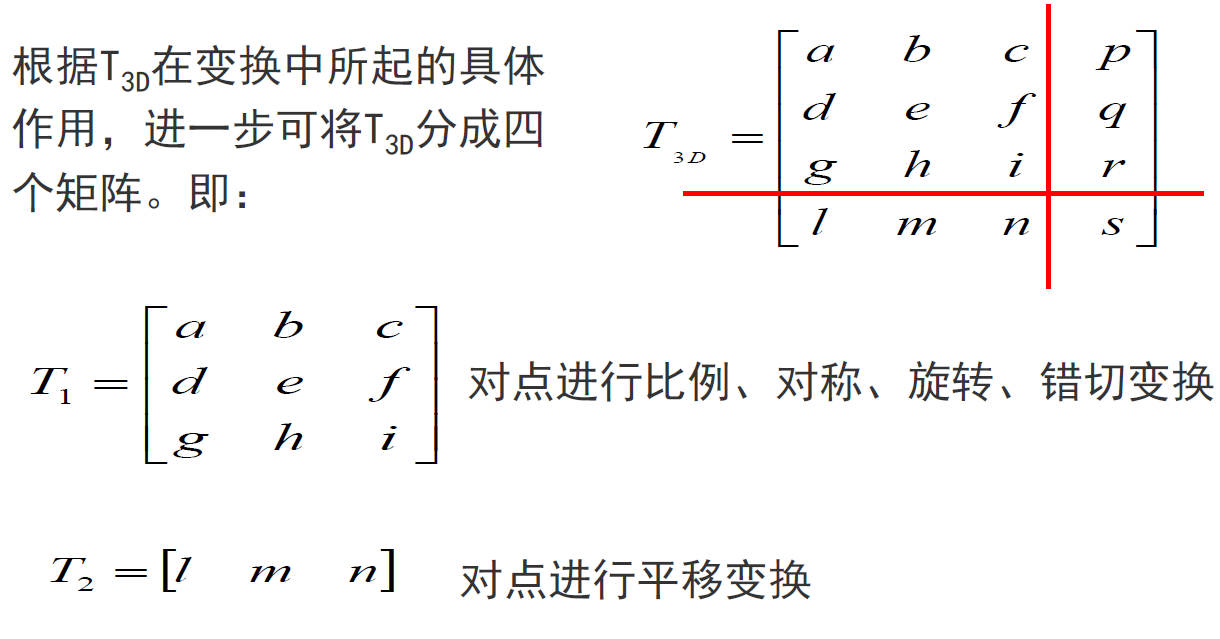 根据T3D在变换中所起的具体
作用，进一步可将T3D分成四
个矩阵。即：
T3D = [a b c p
d e f q
g h i r
l m n s]
T1 = [a b c
d e f
g h i] 对点进行比例、对称、旋转、错切变换
T2 = [l m n] 对点进行平移变换